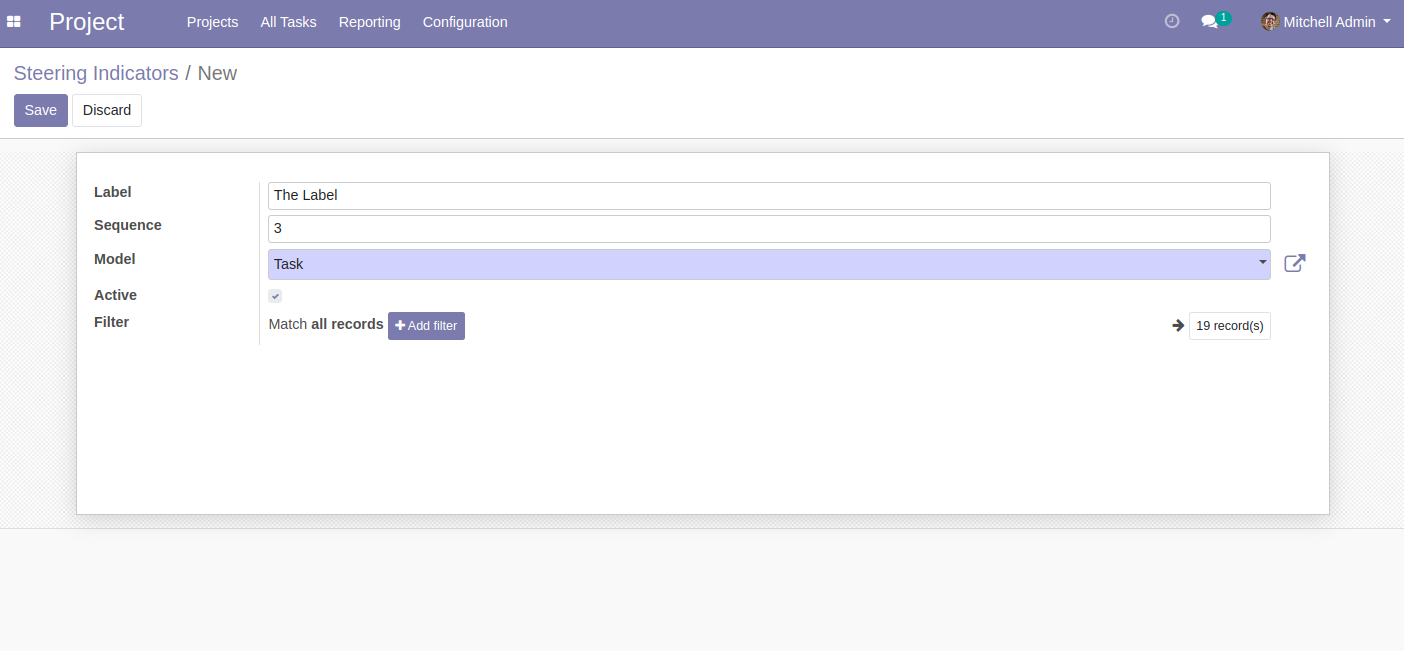 Project Projects All Tasks Reporting Configuration 1 Mitchell Admin
Steering Indicators / New
Save Discard
Label The Label
Sequence 3
Model Task
Active
Filter Match all records Add filter 19 record(s)